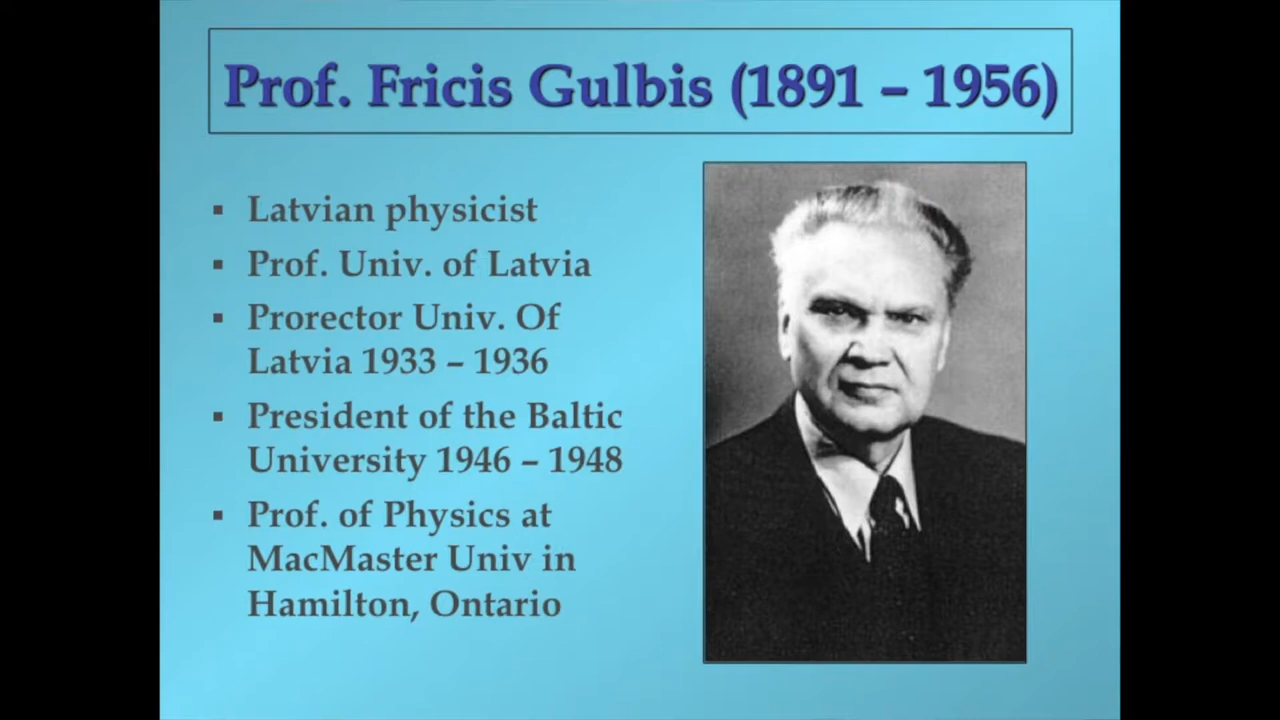 Prof. Fricis Gulbis (1891 – 1956)
▪ Latvian physicist
▪ Prof. Univ. of Latvia
▪ Prorector Univ. Of
Latvia 1933 – 1936
▪ President of the Baltic
University 1946 – 1948
▪ Prof. of Physics at
MacMaster Univ in
Hamilton, Ontario